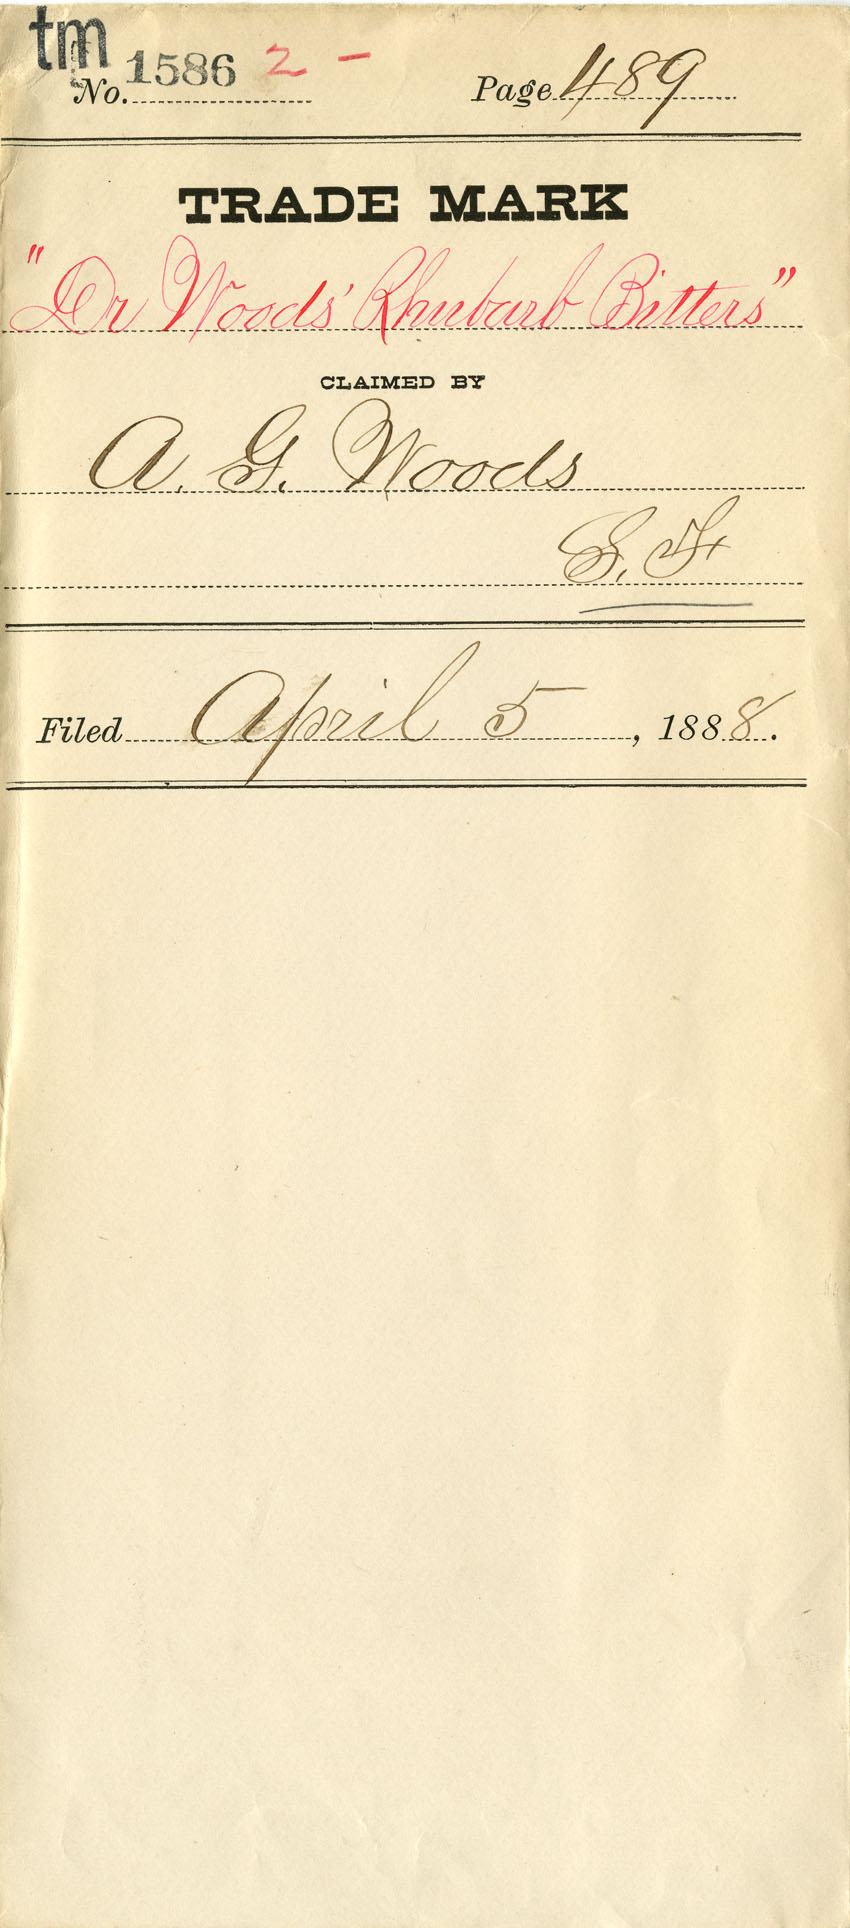 tm
No. 1586 2 - Page 489
TRADE MARK
"Dr Woods' Rhubarb Bitters"
CLAIMED BY
A. G. Woods
S. F.
Filed April 5, 1888.